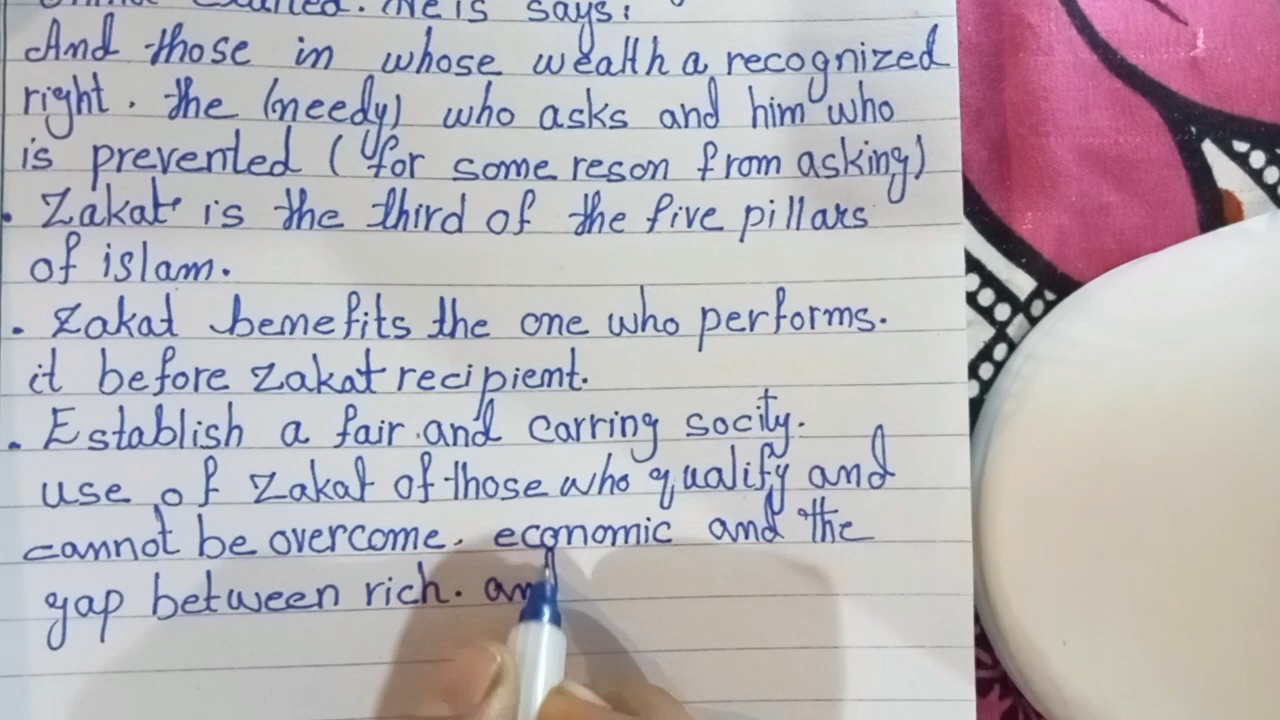 says:
And those in whose wealth a recognized
right. the (needy) who asks and him who
is prevented (for some reson from asking)
. Zakat is the third of the five pillars
of islam.
. Zakat benefits the one who performs.
it before Zakat recipient.
. Establish a fair.and carring socity.
use of Zakat of those who qualify and
cannot be overcome. economic and the
gap between rich. an